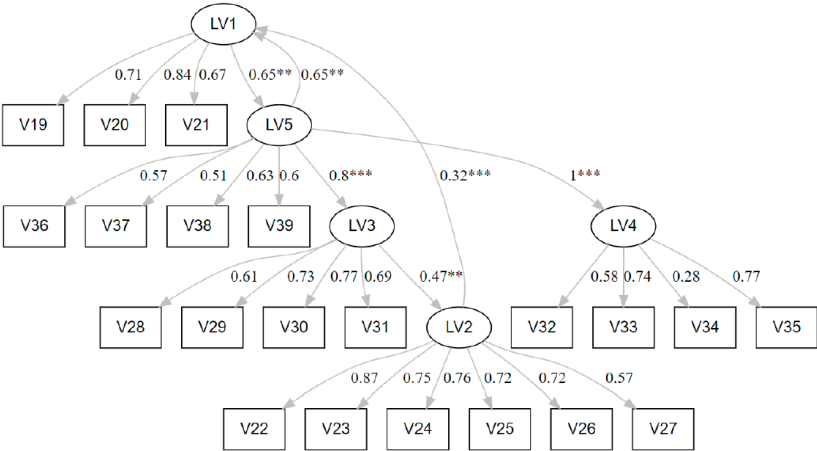 LV1
0.71 0.84 0.67 0.65** 0.65**
V19 V20 V21 LV5
0.57 0.51 0.63 0.6 0.8*** 0.32*** 1***
V36 V37 V38 V39 LV3 LV4
0.61 0.73 0.77 0.69 0.47** 0.58 0.74 0.28 0.77
V28 V29 V30 V31 LV2 V32 V33 V34 V35
0.87 0.75 0.76 0.72 0.72 0.57
V22 V23 V24 V25 V26 V27